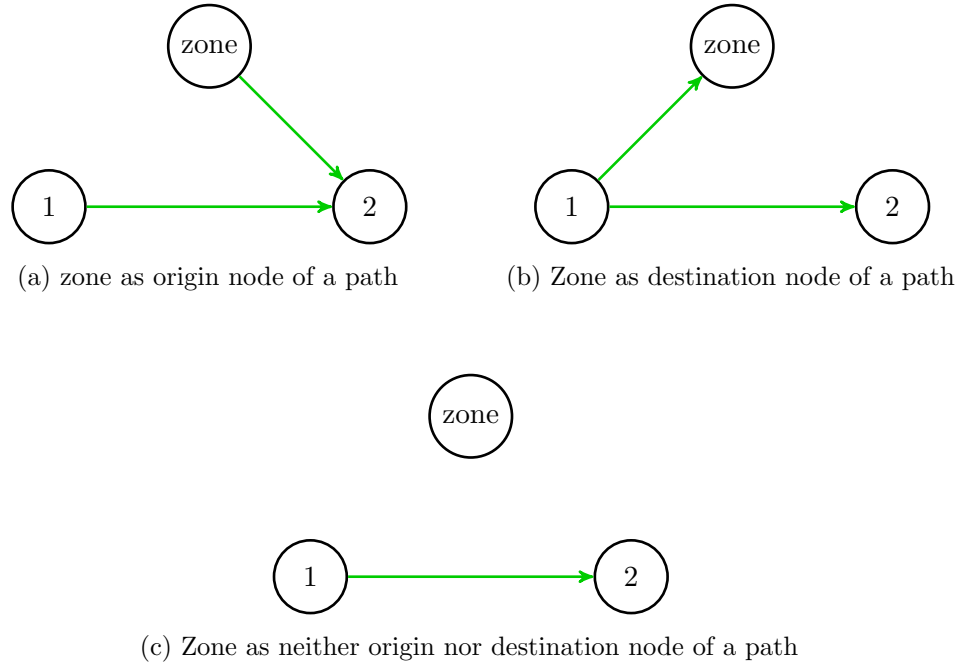 zone
zone
1
2
1
2
(a) zone as origin node of a path
(b) Zone as destination node of a path
zone
1
2
(c) Zone as neither origin nor destination node of a path